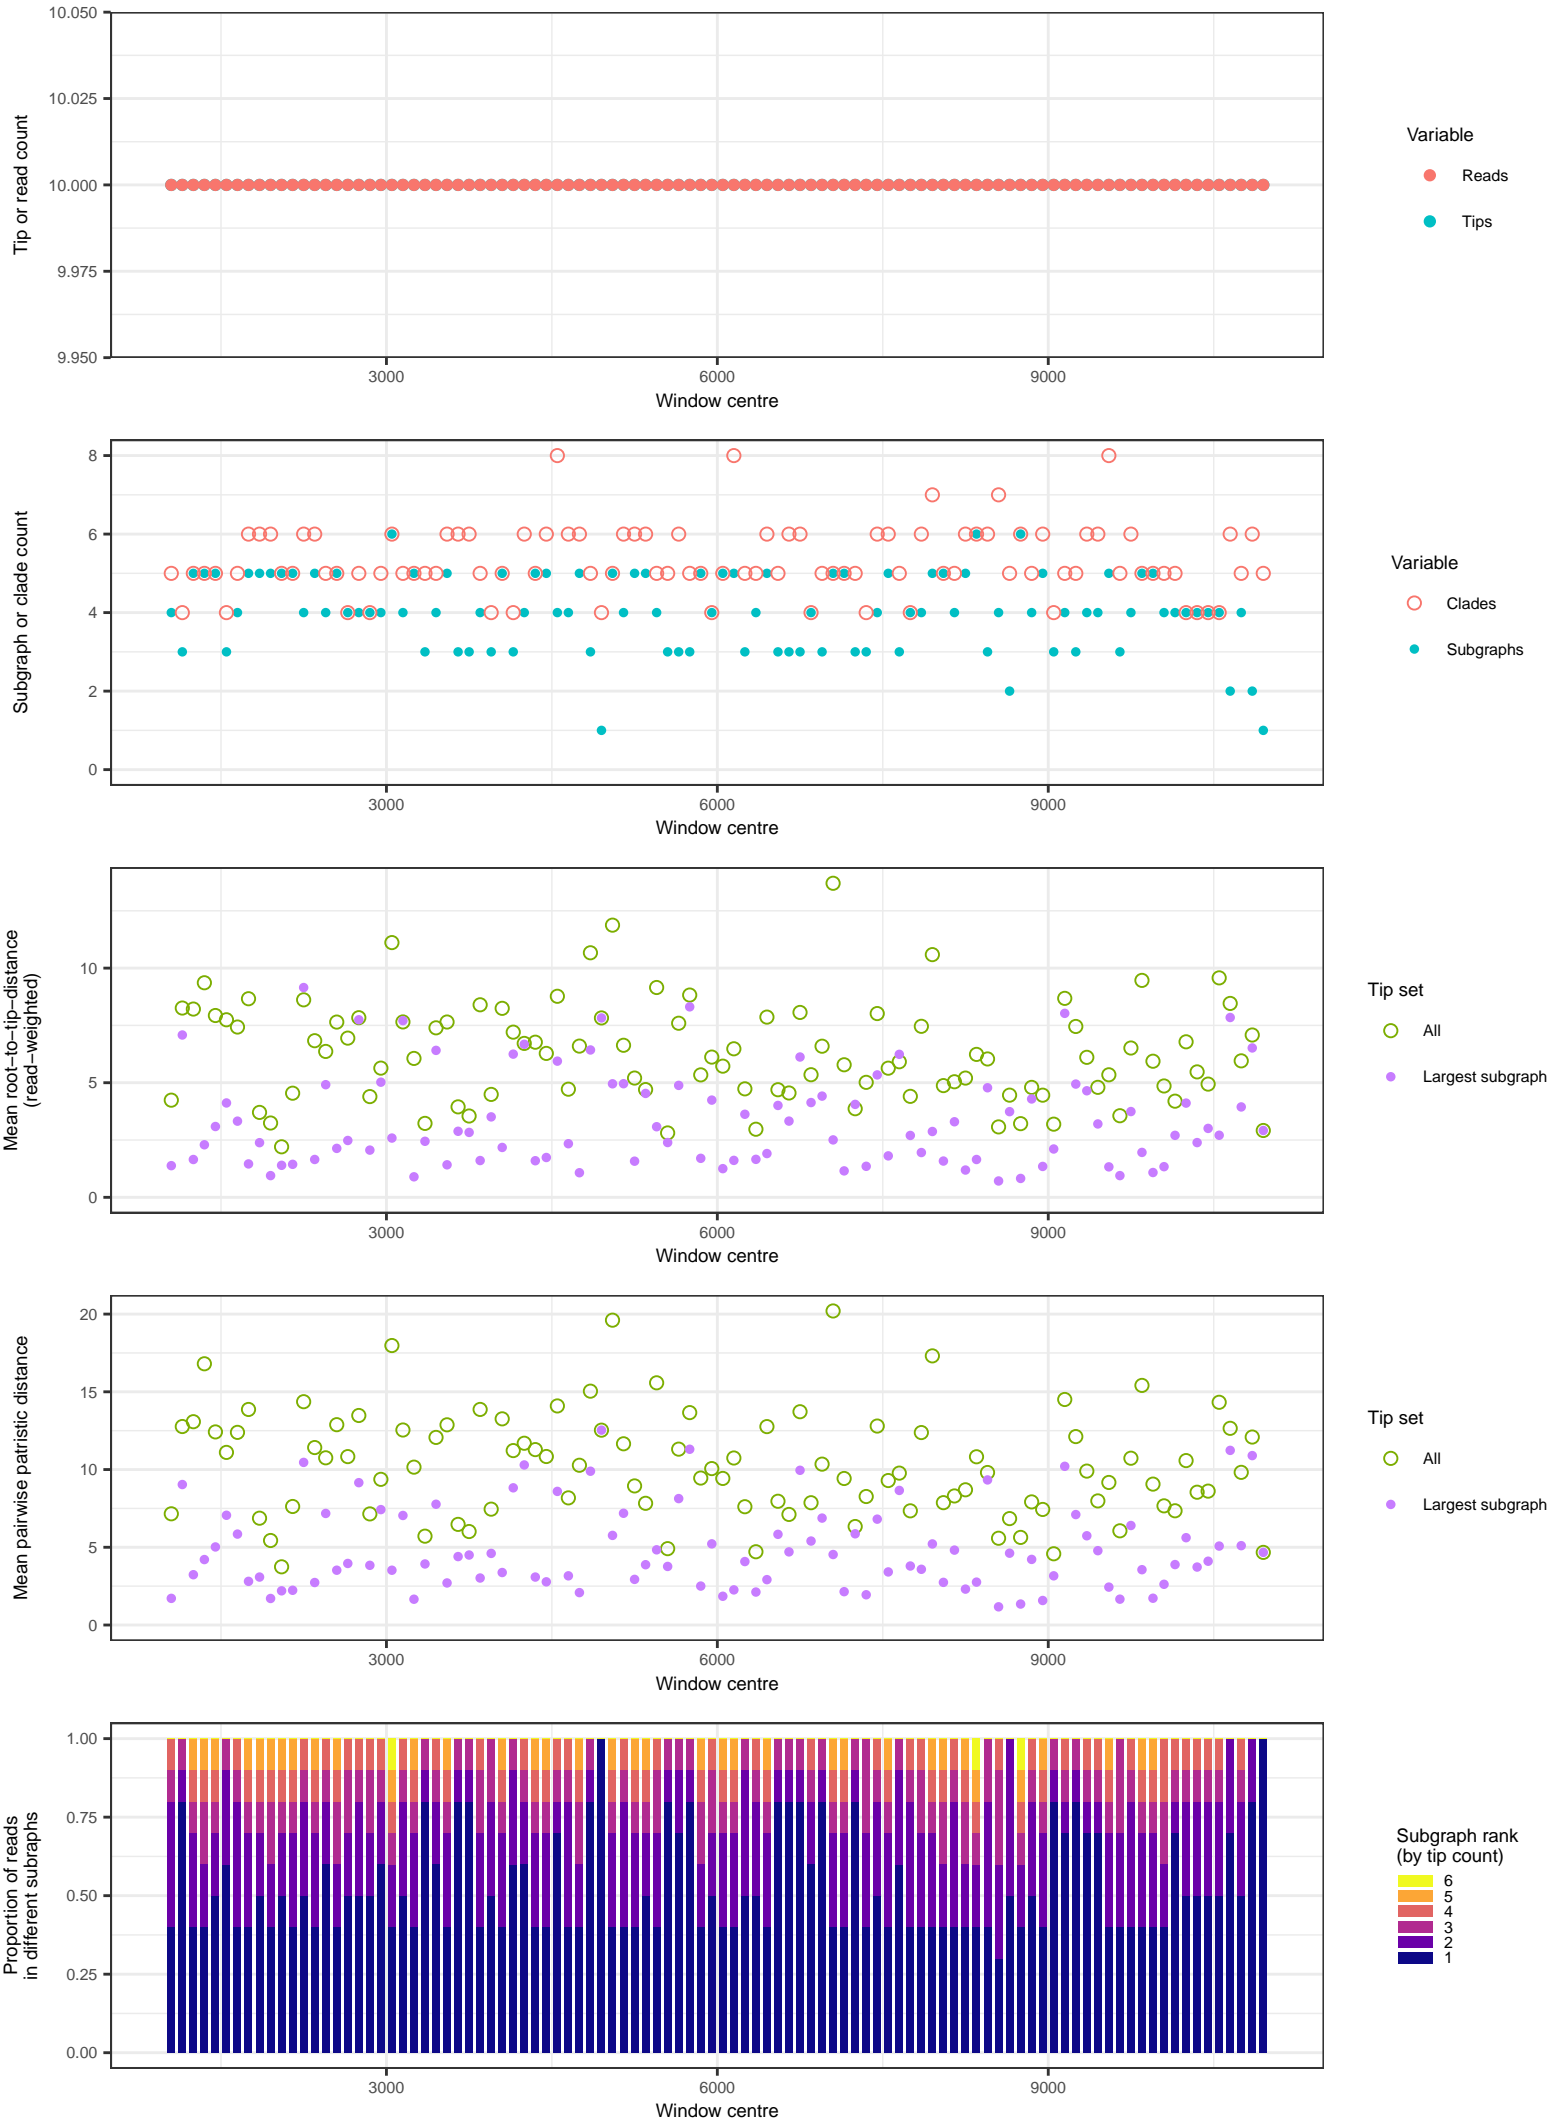 10.050
10.025
10.000
9.975
9.950
Tip or read count
3000
6000
9000
Window centre
Variable
Reads
Tips
8
6
4
2
0
Subgraph or clade count
3000
6000
9000
Window centre
Variable
Clades
Subgraphs
10
5
0
Mean root−to−tip−distance
(read−weighted)
3000
6000
9000
Window centre
Tip set
All
Largest subgraph
20
15
10
5
0
Mean pairwise patristic distance
3000
6000
9000
Window centre
Tip set
All
Largest subgraph
1.00
0.75
0.50
0.25
0.00
Proportion of reads
in different subgraphs
3000
6000
9000
Window centre
Subgraph rank
(by tip count)
6
5
4
3
2
1